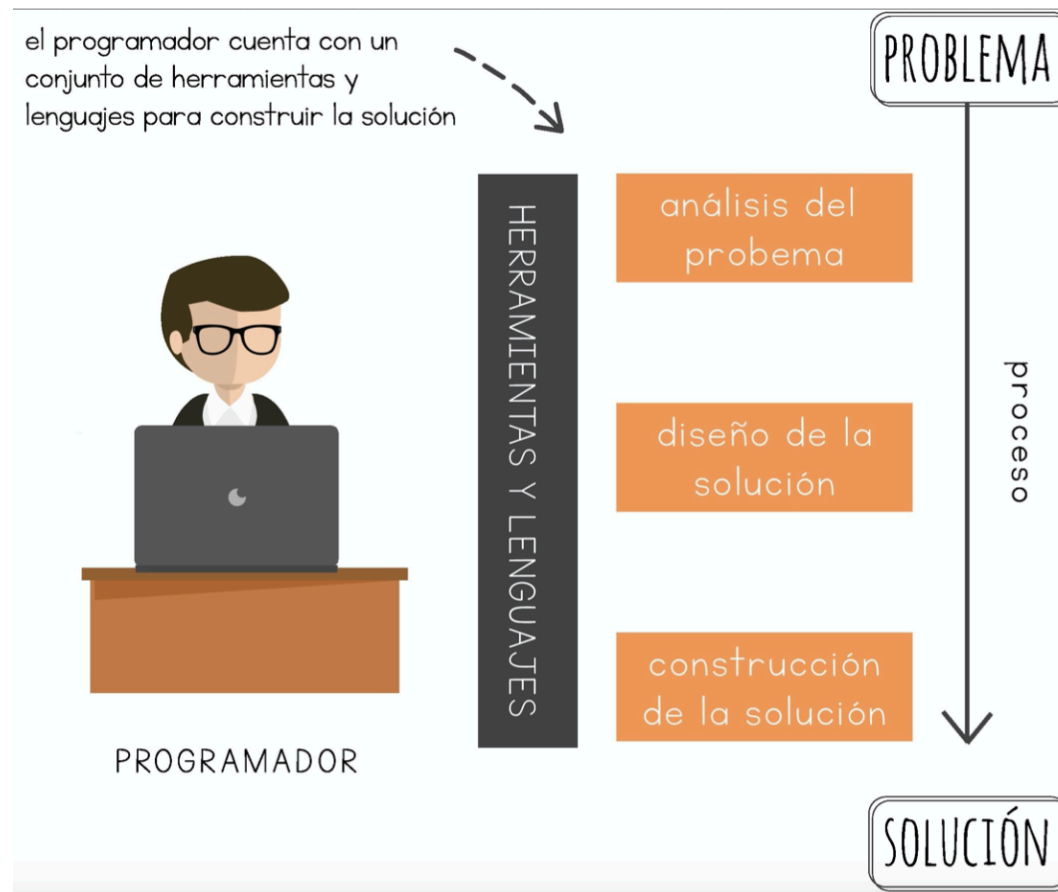 el programador cuenta con un
conjunto de herramientas y
lenguajes para construir la solución
PROBLEMA
HERRAMIENTAS Y LENGUAJES
análisis del
probema
diseño de la
solución
construcción
de la solución
proceso
PROGRAMADOR
SOLUCIÓN